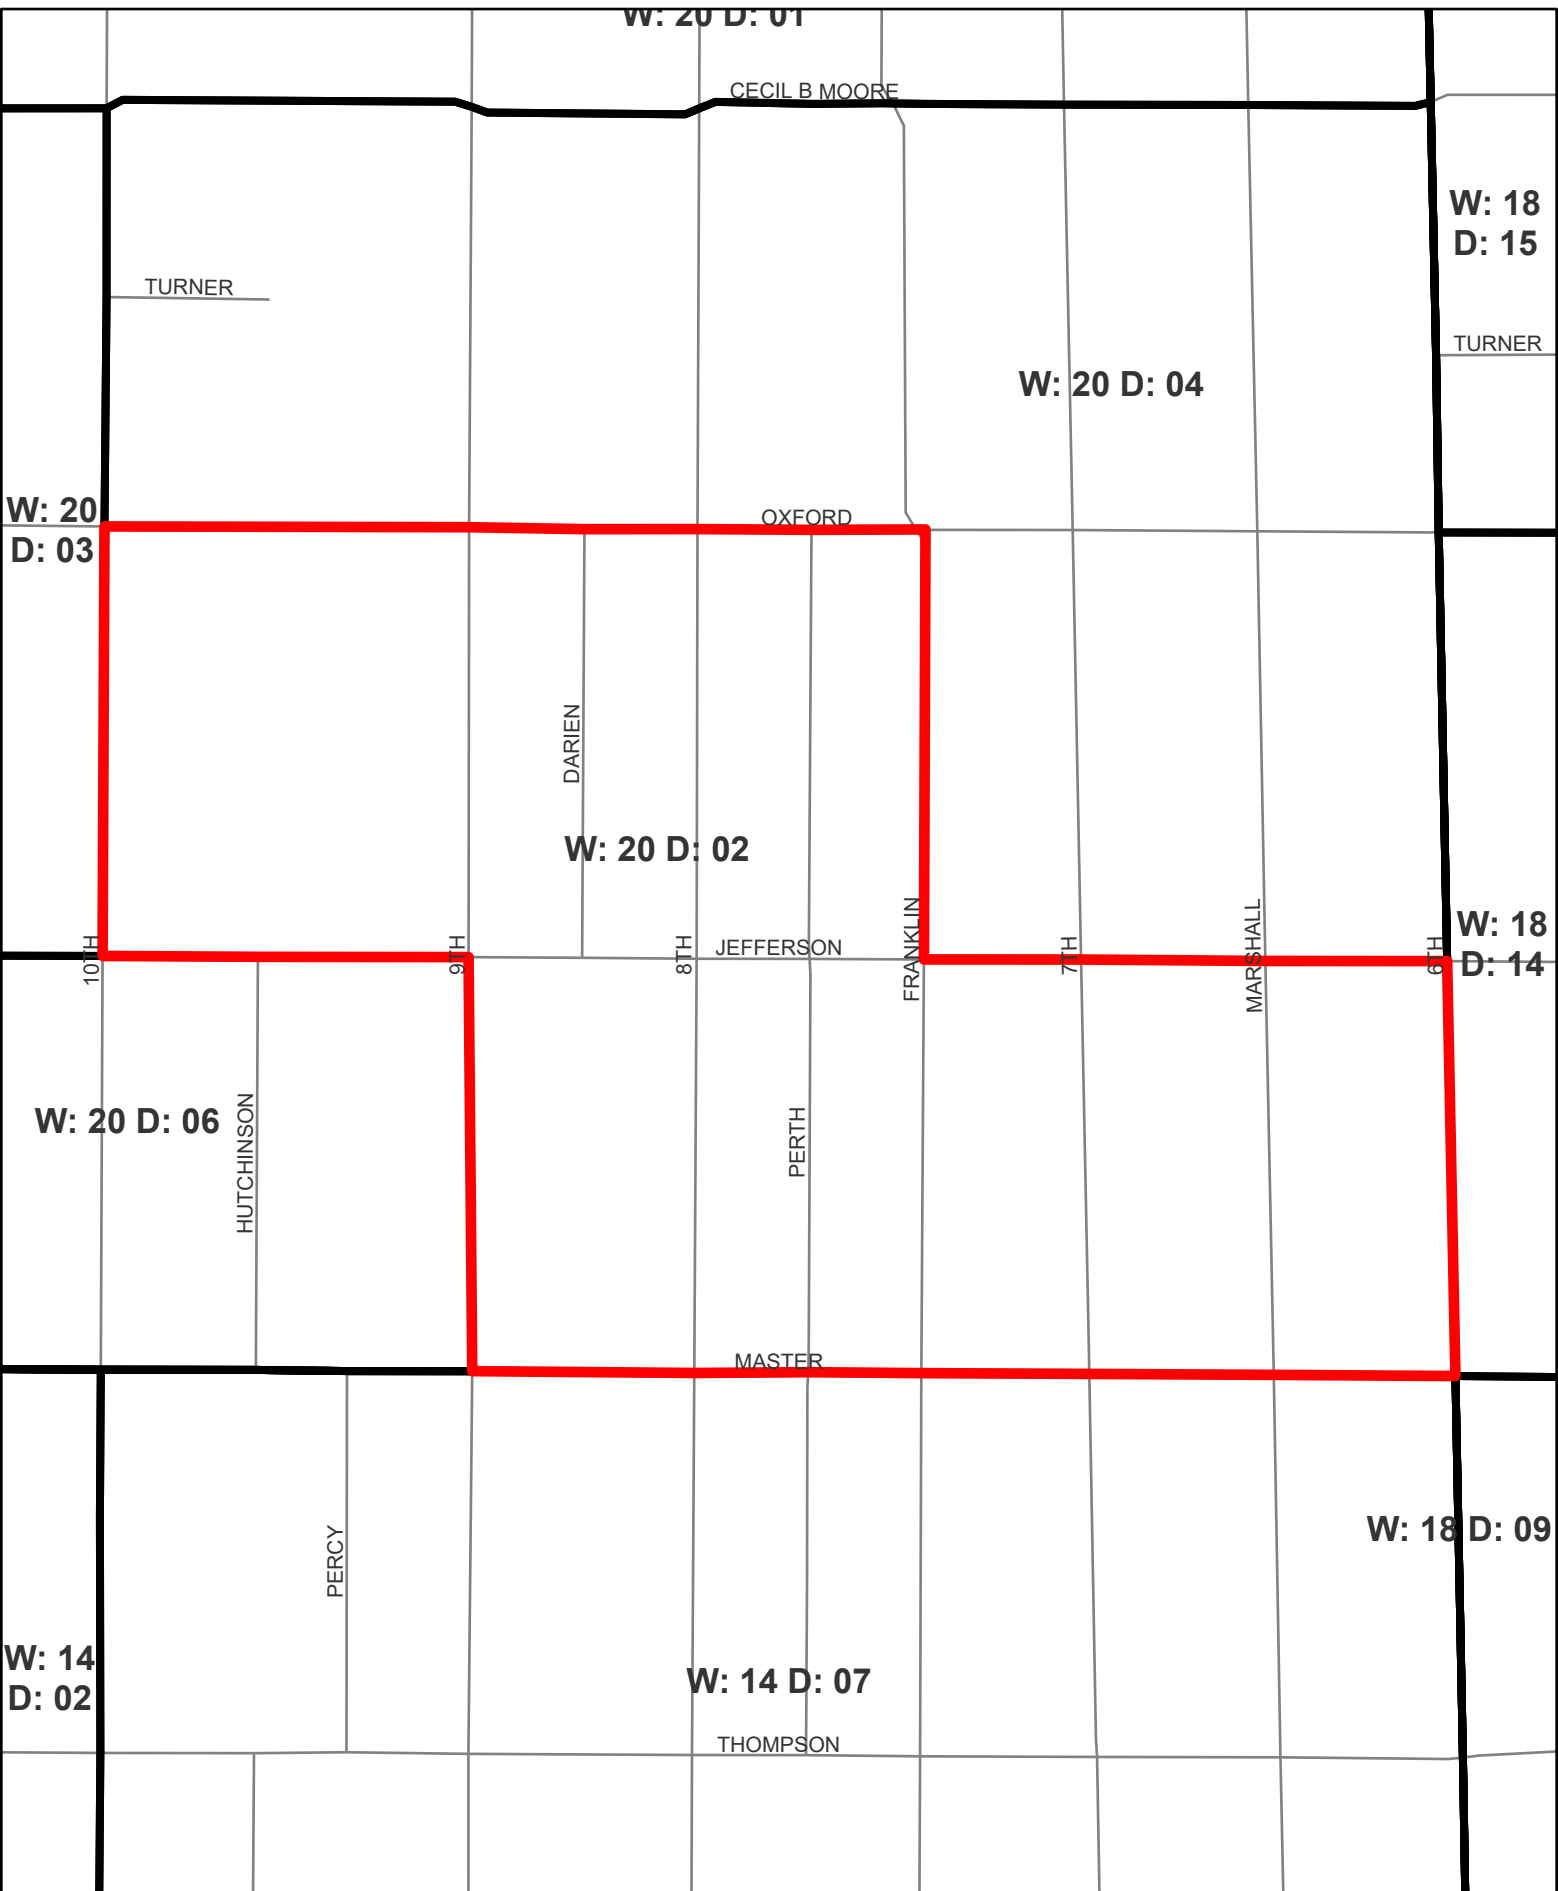 W: 20 D: 01
CECIL B MOORE
W: 18
D: 15
TURNER
TURNER
W: 20 D: 04
W: 20
D: 03
OXFORD
DARIEN
W: 20 D: 02
10TH
9TH
8TH
JEFFERSON
FRANKLIN
7TH
MARSHALL
6TH
W: 18
D: 14
W: 20 D: 06
HUTCHINSON
PERTH
MASTER
PERCY
W: 18 D: 09
W: 14
D: 02
W: 14 D: 07
THOMPSON